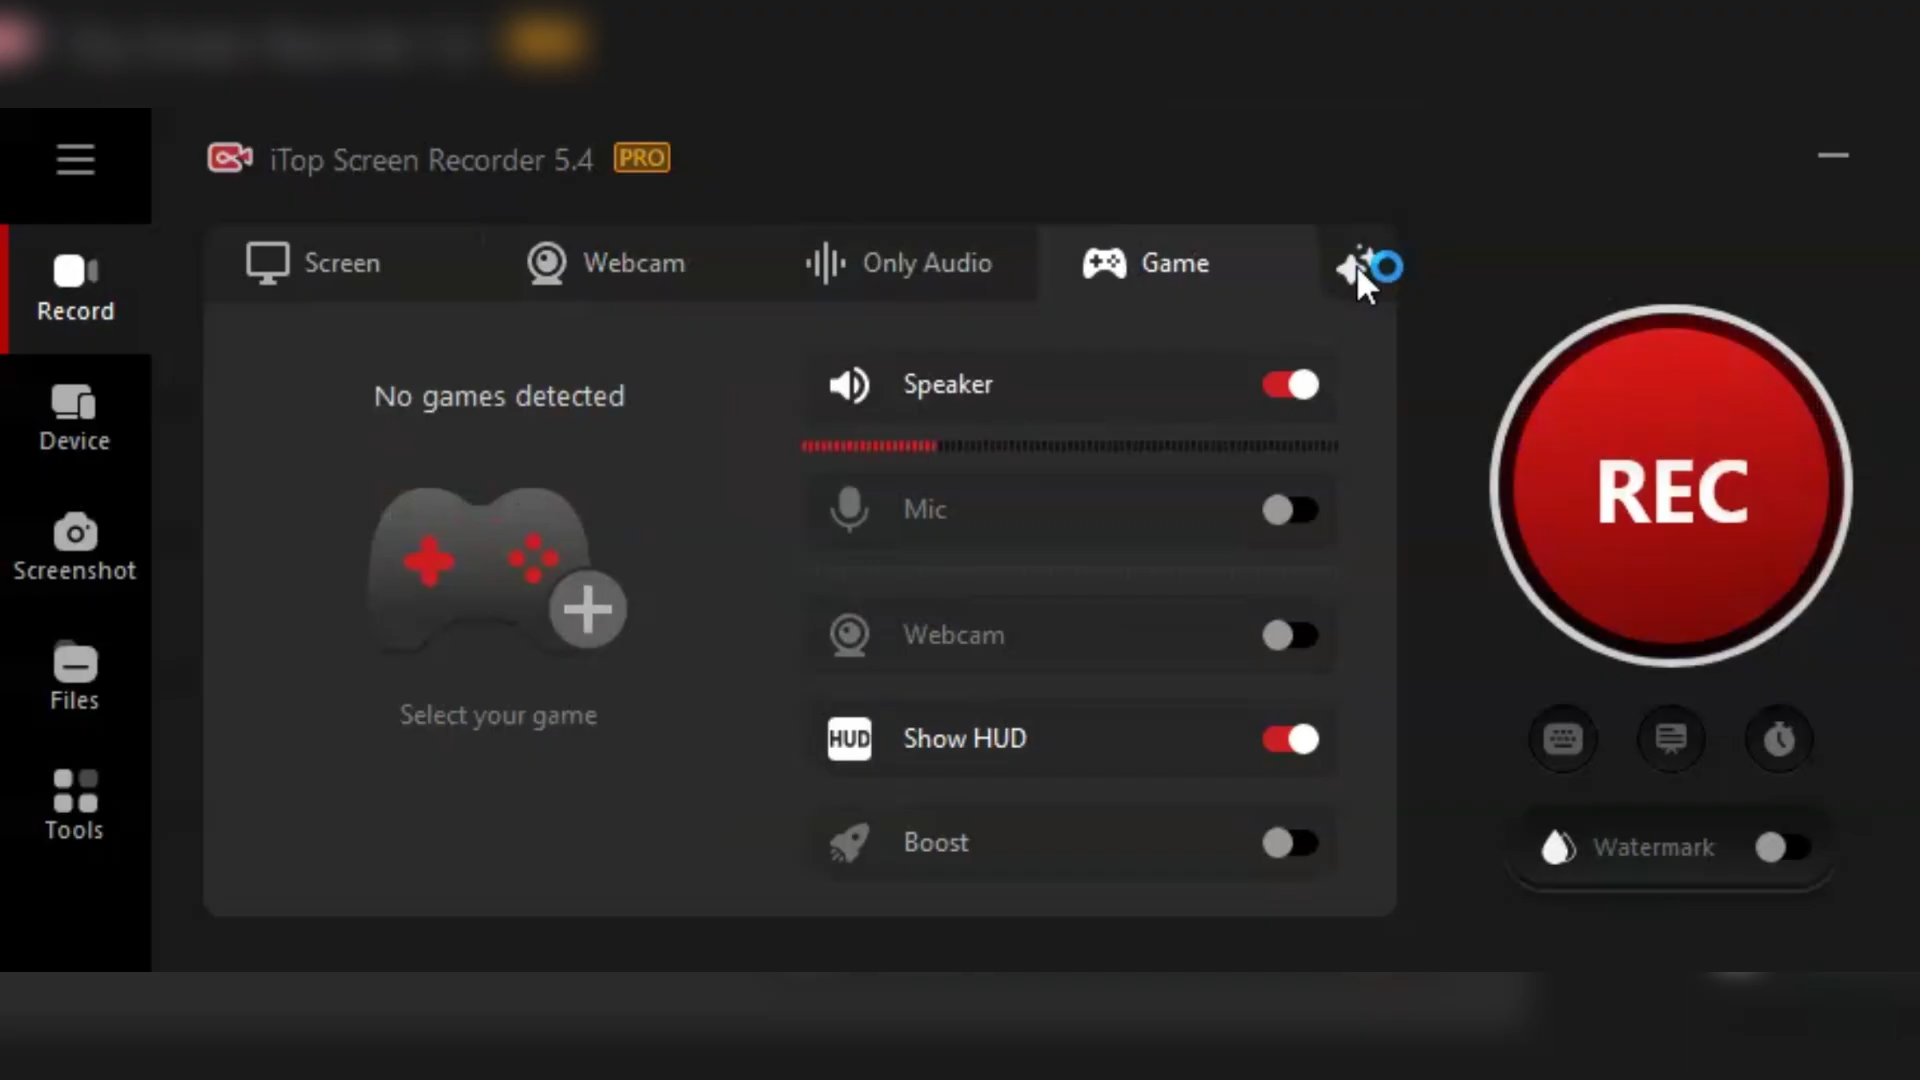 iTop Screen Recorder 5.4 PRO
Screen
Webcam
Only Audio
Game
Record
Device
Screenshot
Files
Tools
No games detected
Select your game
Speaker
Mic
Webcam
HUD Show HUD
Boost
REC
Watermark